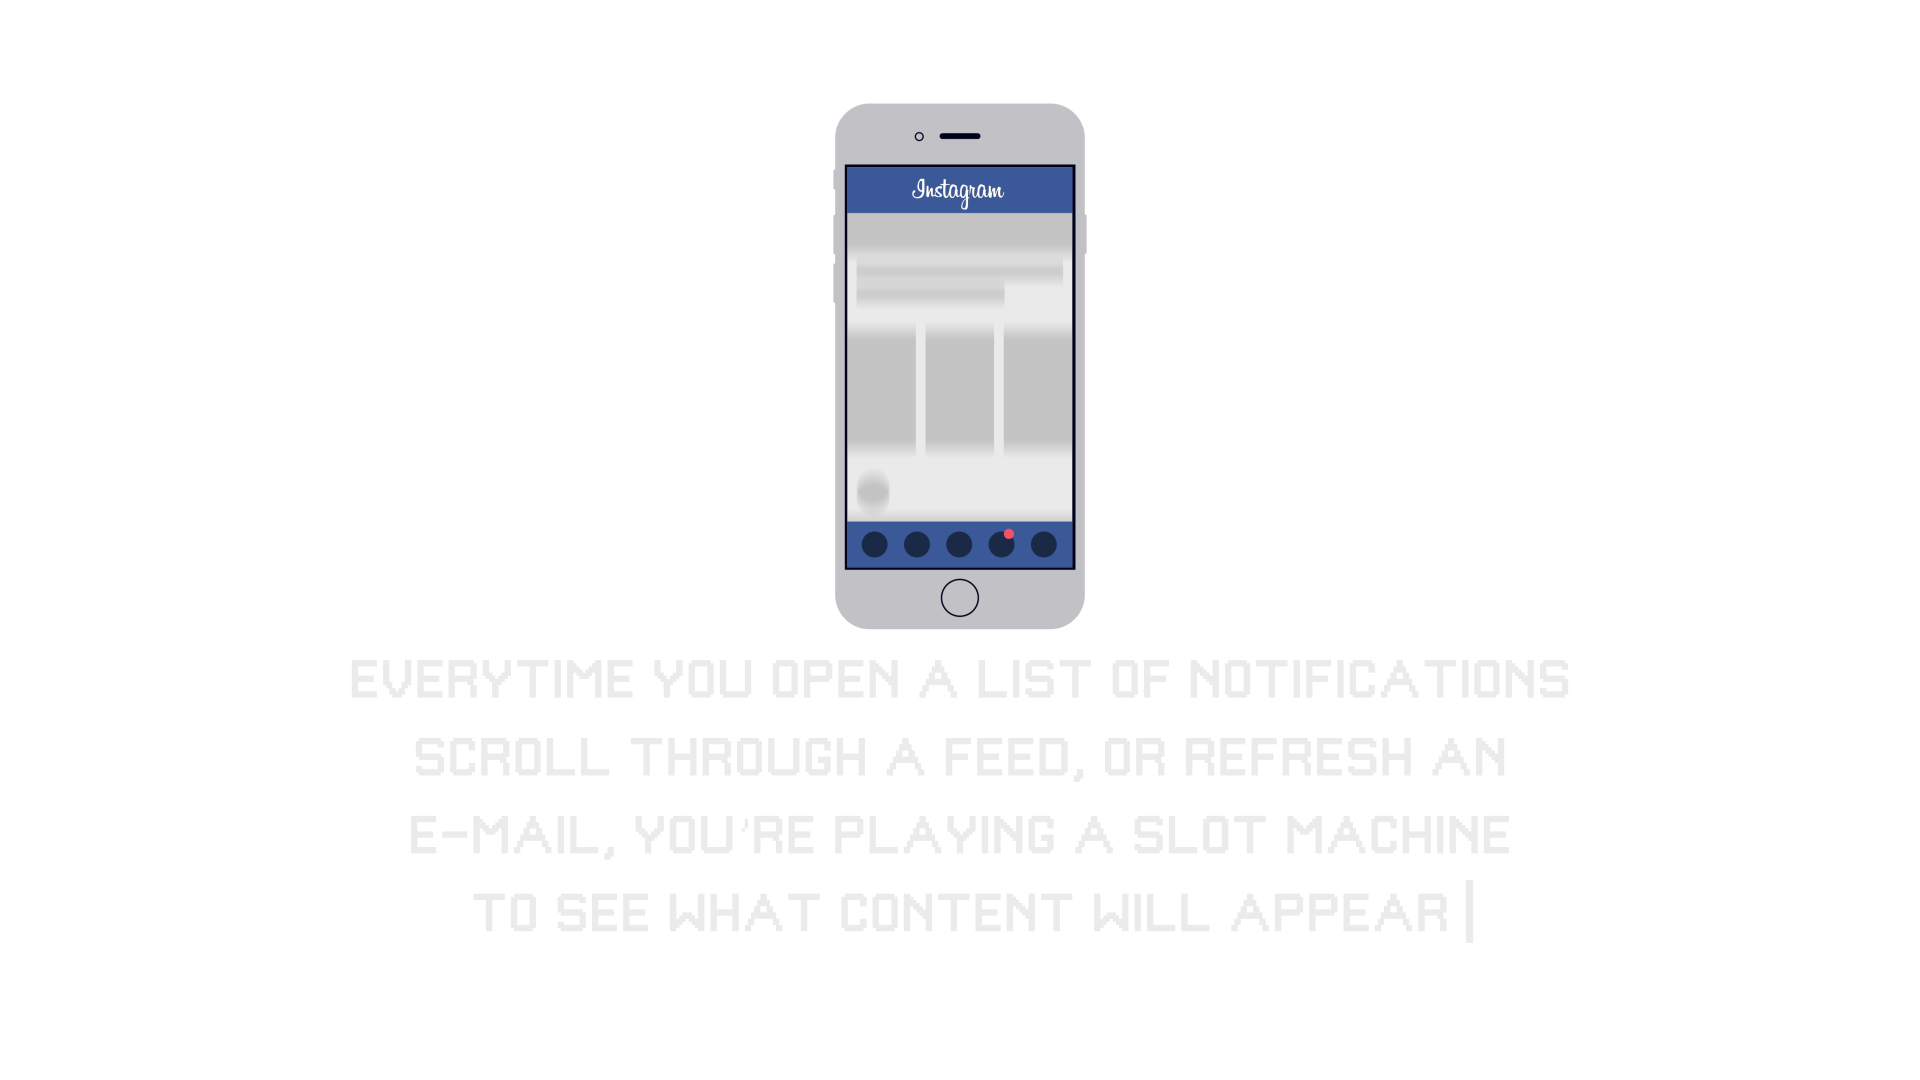 Instagram
EVERYTIME YOU OPEN A LIST OF NOTIFICATIONS
SCROLL THROUGH A FEED, OR REFRESH AN
E-MAIL, YOU'RE PLAYING A SLOT MACHINE
TO SEE WHAT CONTENT WILL APPEAR|